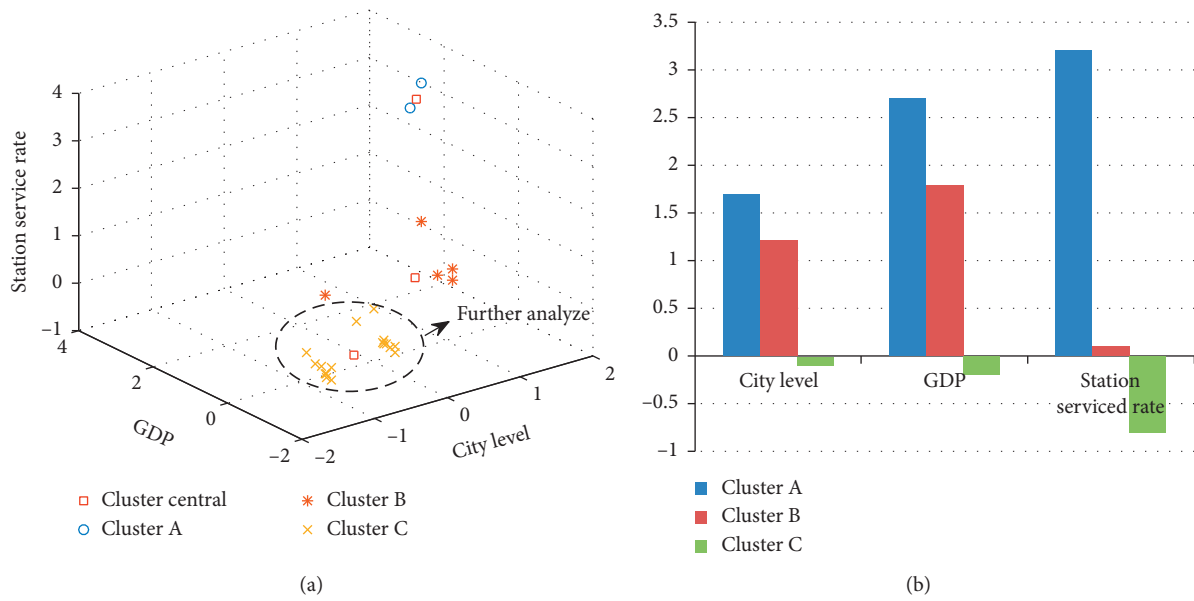 4
3
2
1
0
−1
Station service rate
4
2
0
−2
GDP
−2
−1
0
1
2
City level
Further analyze
Cluster central
Cluster A
Cluster B
Cluster C
(a)
3.5
3
2.5
2
1.5
1
0.5
0
−0.5
−1
City level
GDP
Station
serviced rate
Cluster A
Cluster B
Cluster C
(b)